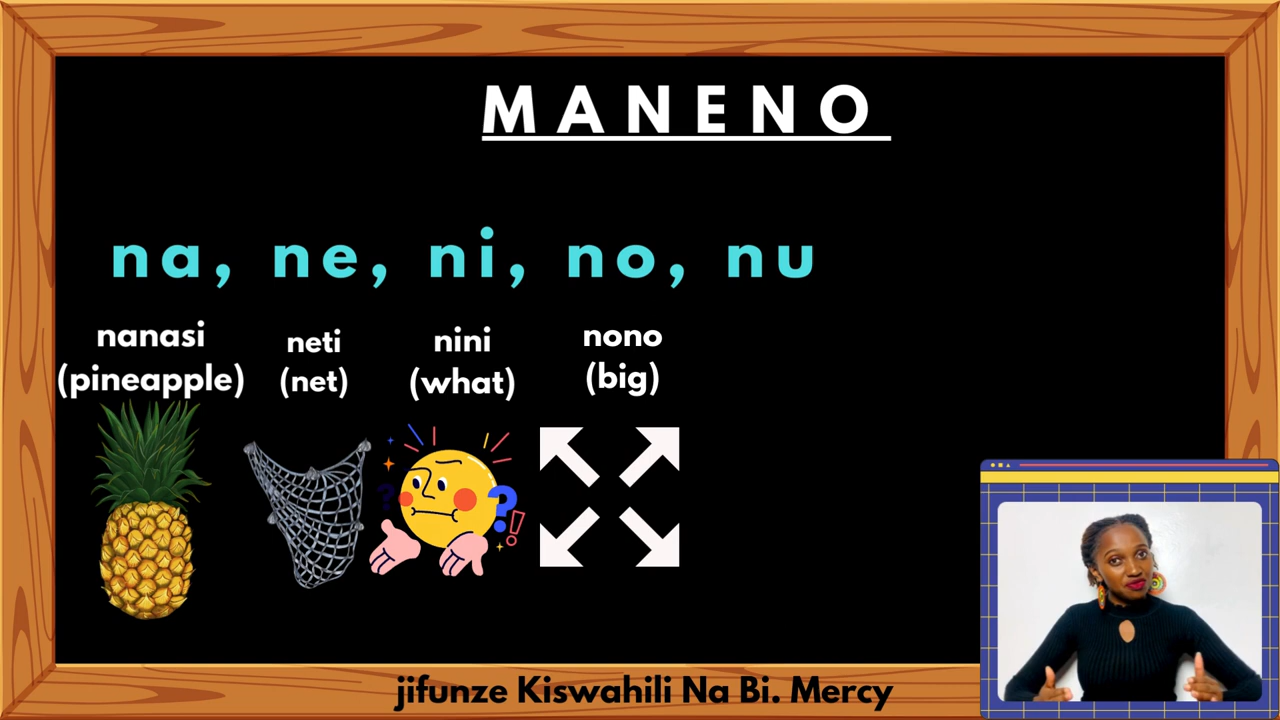 MANENO
na, ne, ni, no, nu
nanasi
(pineapple)
neti
(net)
nini
(what)
nono
(big)
jifunze Kiswahili Na Bi. Mercy